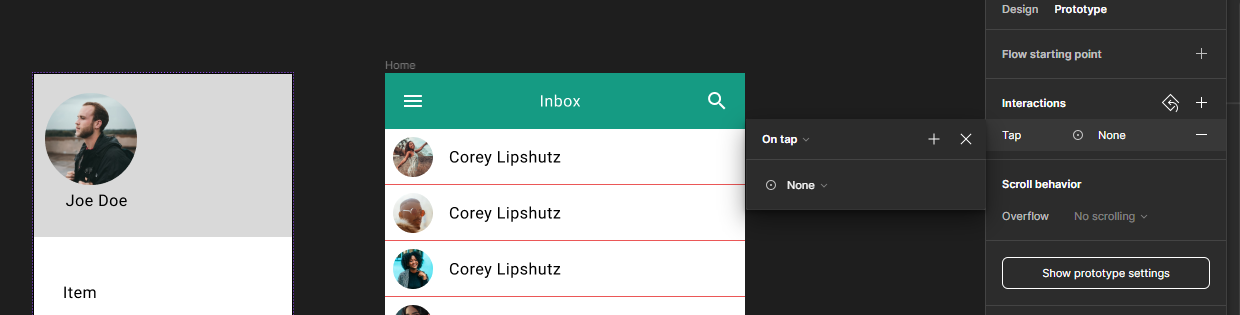 Design Prototype
Flow starting point
Home
Interactions
Inbox
On tap
Tap None
Corey Lipshutz
None
Scroll behavior
Joe Doe
Corey Lipshutz
Overflow No scrolling
Corey Lipshutz
Show prototype settings
Item